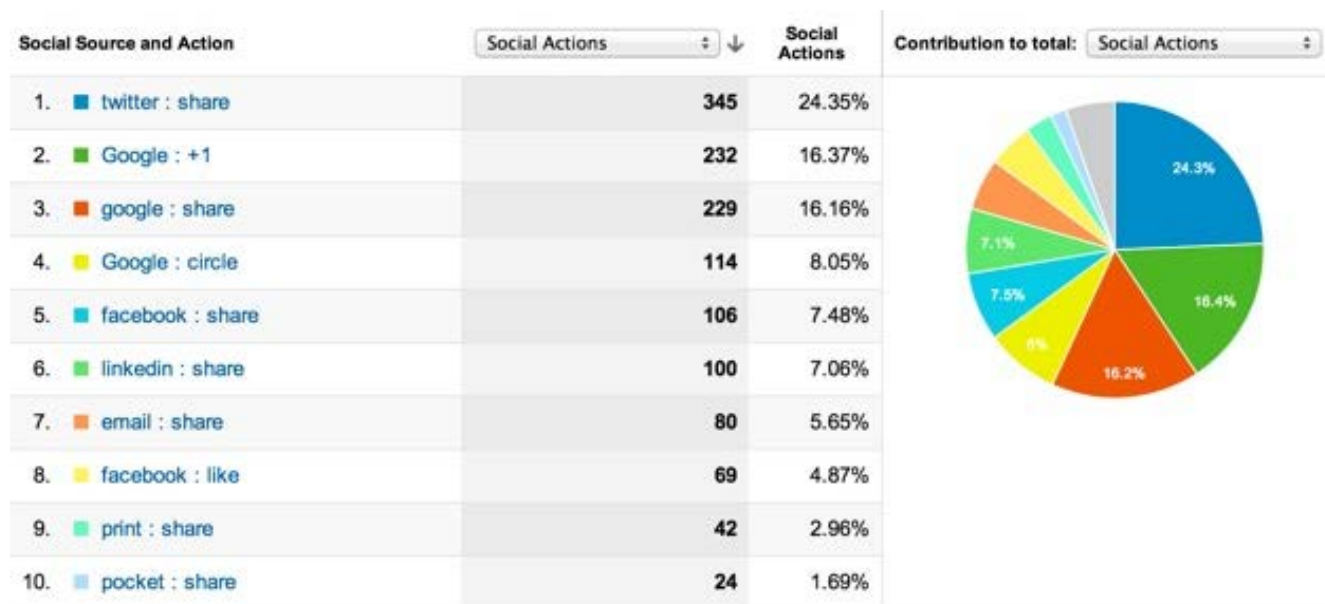 Social Source and Action
Social Actions
Social
Actions
Contribution to total: Social Actions
1. twitter : share 345 24.35%
2. Google : +1 232 16.37%
3. google : share 229 16.16%
4. Google : circle 114 8.05%
5. facebook : share 106 7.48%
6. linkedin : share 100 7.06%
7. email : share 80 5.65%
8. facebook : like 69 4.87%
9. print : share 42 2.96%
10. pocket : share 24 1.69%
24.3%
16.4%
16.2%
7.5%
7.1%